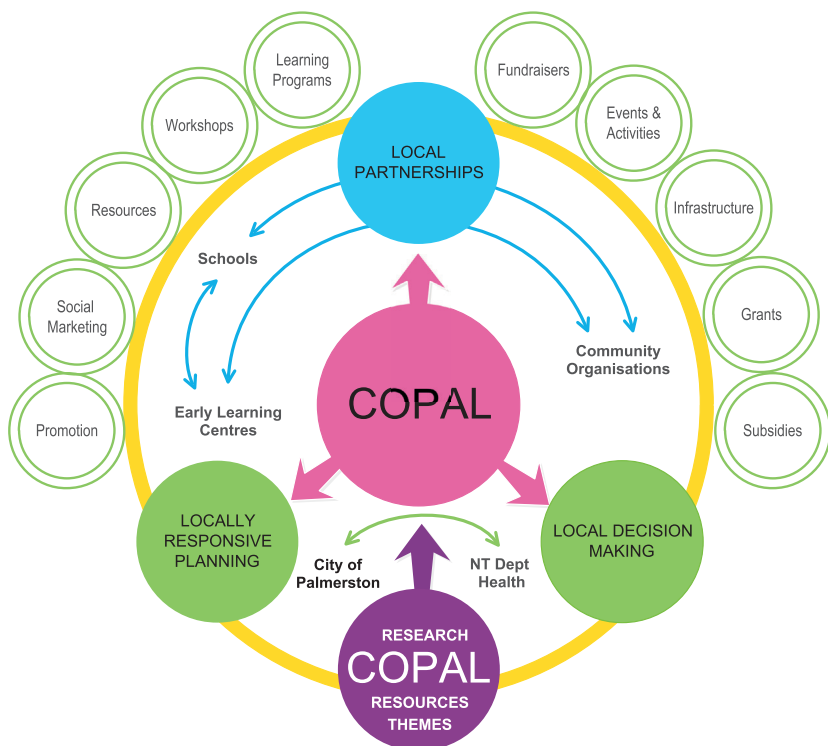 Learning
Programs
Fundraisers
Workshops
Events &
Activities
LOCAL
PARTNERSHIPS
Resources
Infrastructure
Schools
Social
Marketing
Grants
Community
Organisations
COPAL
Early Learning
Centres
Promotion
Subsidies
LOCALLY
RESPONSIVE
PLANNING
LOCAL DECISION
MAKING
City of
Palmerston
NT Dept
Health
RESEARCH
COPAL
RESOURCES
THEMES